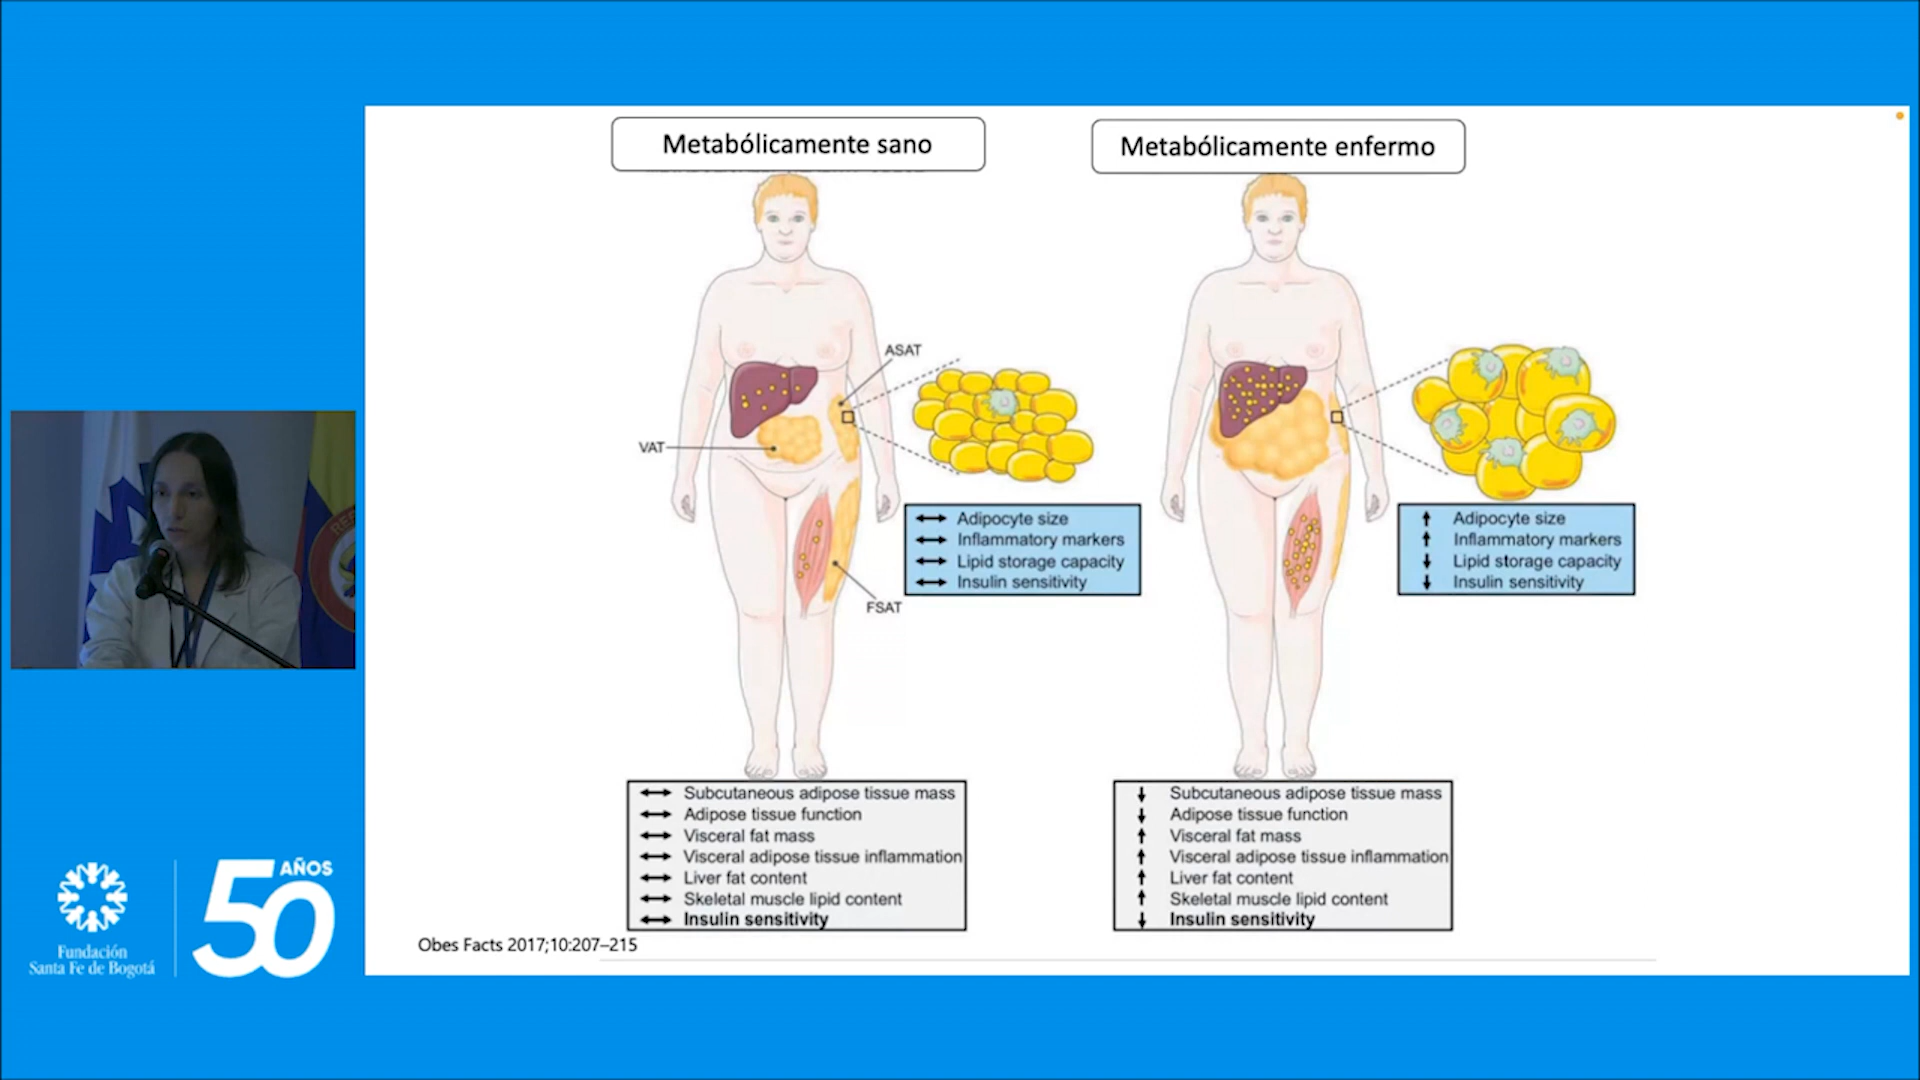 Metabólicamente sano
Metabólicamente enfermo
ASAT
VAT
FSAT
↔ Adipocyte size
↔ Inflammatory markers
↔ Lipid storage capacity
↔ Insulin sensitivity
↑ Adipocyte size
↑ Inflammatory markers
↓ Lipid storage capacity
↓ Insulin sensitivity
↔ Subcutaneous adipose tissue mass
↔ Adipose tissue function
↔ Visceral fat mass
↔ Visceral adipose tissue inflammation
↔ Liver fat content
↔ Skeletal muscle lipid content
↔ Insulin sensitivity
↓ Subcutaneous adipose tissue mass
↓ Adipose tissue function
↑ Visceral fat mass
↑ Visceral adipose tissue inflammation
↑ Liver fat content
↑ Skeletal muscle lipid content
↓ Insulin sensitivity
Obes Facts 2017;10:207–215
Fundación
Santa Fe de Bogotá
50 AÑOS